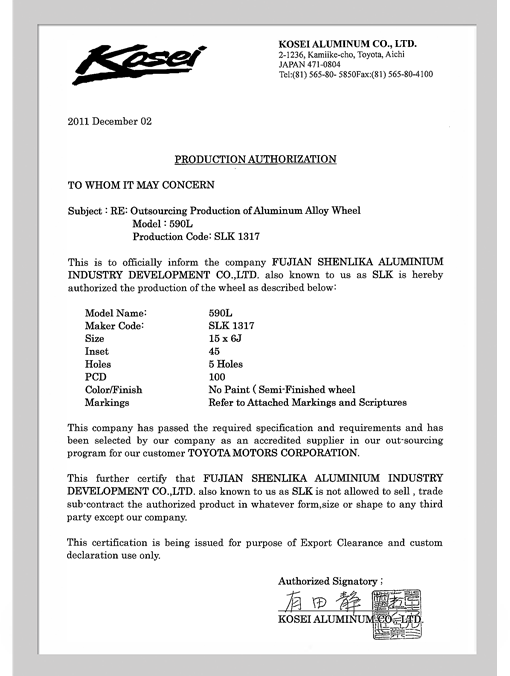 Kosei
KOSEI ALUMINUM CO., LTD.
2-1236, Kamiike-cho, Toyota, Aichi
JAPAN 471-0804
Tel:(81) 565-80- 5850Fax:(81) 565-80-4100
2011 December 02
PRODUCTION AUTHORIZATION
TO WHOM IT MAY CONCERN
Subject : RE: Outsourcing Production of Aluminum Alloy Wheel
Model : 590L
Production Code: SLK 1317
This is to officially inform the company FUJIAN SHENLIKA ALUMINIUM
INDUSTRY DEVELOPMENT CO.,LTD. also known to us as SLK is hereby
authorized the production of the wheel as described below:
Model Name: 590L
Maker Code: SLK 1317
Size 15 x 6J
Inset 45
Holes 5 Holes
PCD 100
Color/Finish No Paint ( Semi-Finished wheel
Markings Refer to Attached Markings and Scriptures
This company has passed the required specification and requirements and has
been selected by our company as an accredited supplier in our out-sourcing
program for our customer TOYOTA MOTORS CORPORATION.
This further certify that FUJIAN SHENLIKA ALUMINIUM INDUSTRY
DEVELOPMENT CO.,LTD. also known to us as SLK is not allowed to sell , trade
sub-contract the authorized product in whatever form,size or shape to any third
party except our company.
This certification is being issued for purpose of Export Clearance and custom
declaration use only.
Authorized Signatory ;
有田 静
KOSEI ALUMINUM CO., LTD.